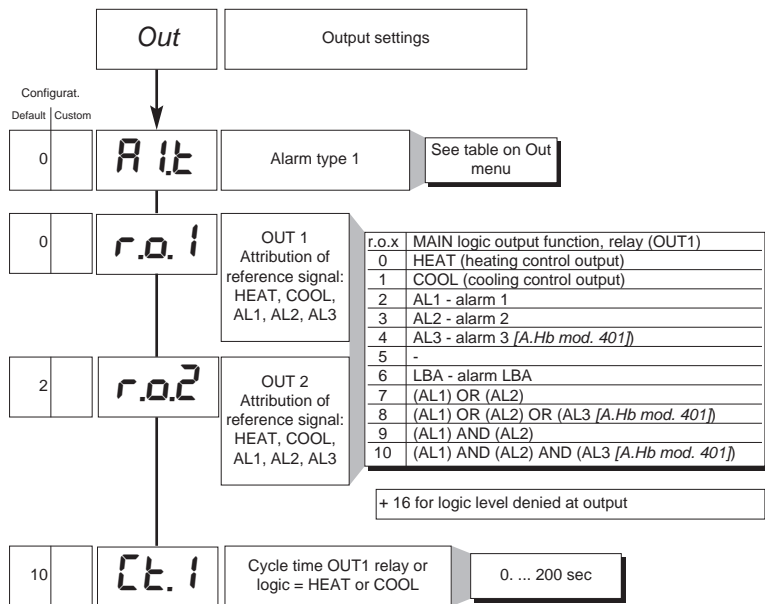 Out
Output settings
Configurat.
Default Custom
0
A1.t
Alarm type 1
See table on Out
menu
0
r.o.1
OUT 1
Attribution of
reference signal:
HEAT, COOL,
AL1, AL2, AL3
r.o.x MAIN logic output function, relay (OUT1)
0 HEAT (heating control output)
1 COOL (cooling control output)
2 AL1 - alarm 1
3 AL2 - alarm 2
4 AL3 - alarm 3 [A.Hb mod. 401])
5 -
6 LBA - alarm LBA
7 (AL1) OR (AL2)
8 (AL1) OR (AL2) OR (AL3 [A.Hb mod. 401])
9 (AL1) AND (AL2)
10 (AL1) AND (AL2) AND (AL3 [A.Hb mod. 401])
+ 16 for logic level denied at output
2
r.o.2
OUT 2
Attribution of
reference signal:
HEAT, COOL,
AL1, AL2, AL3
10
Ct.1
Cycle time OUT1 relay or
logic = HEAT or COOL
0. ... 200 sec